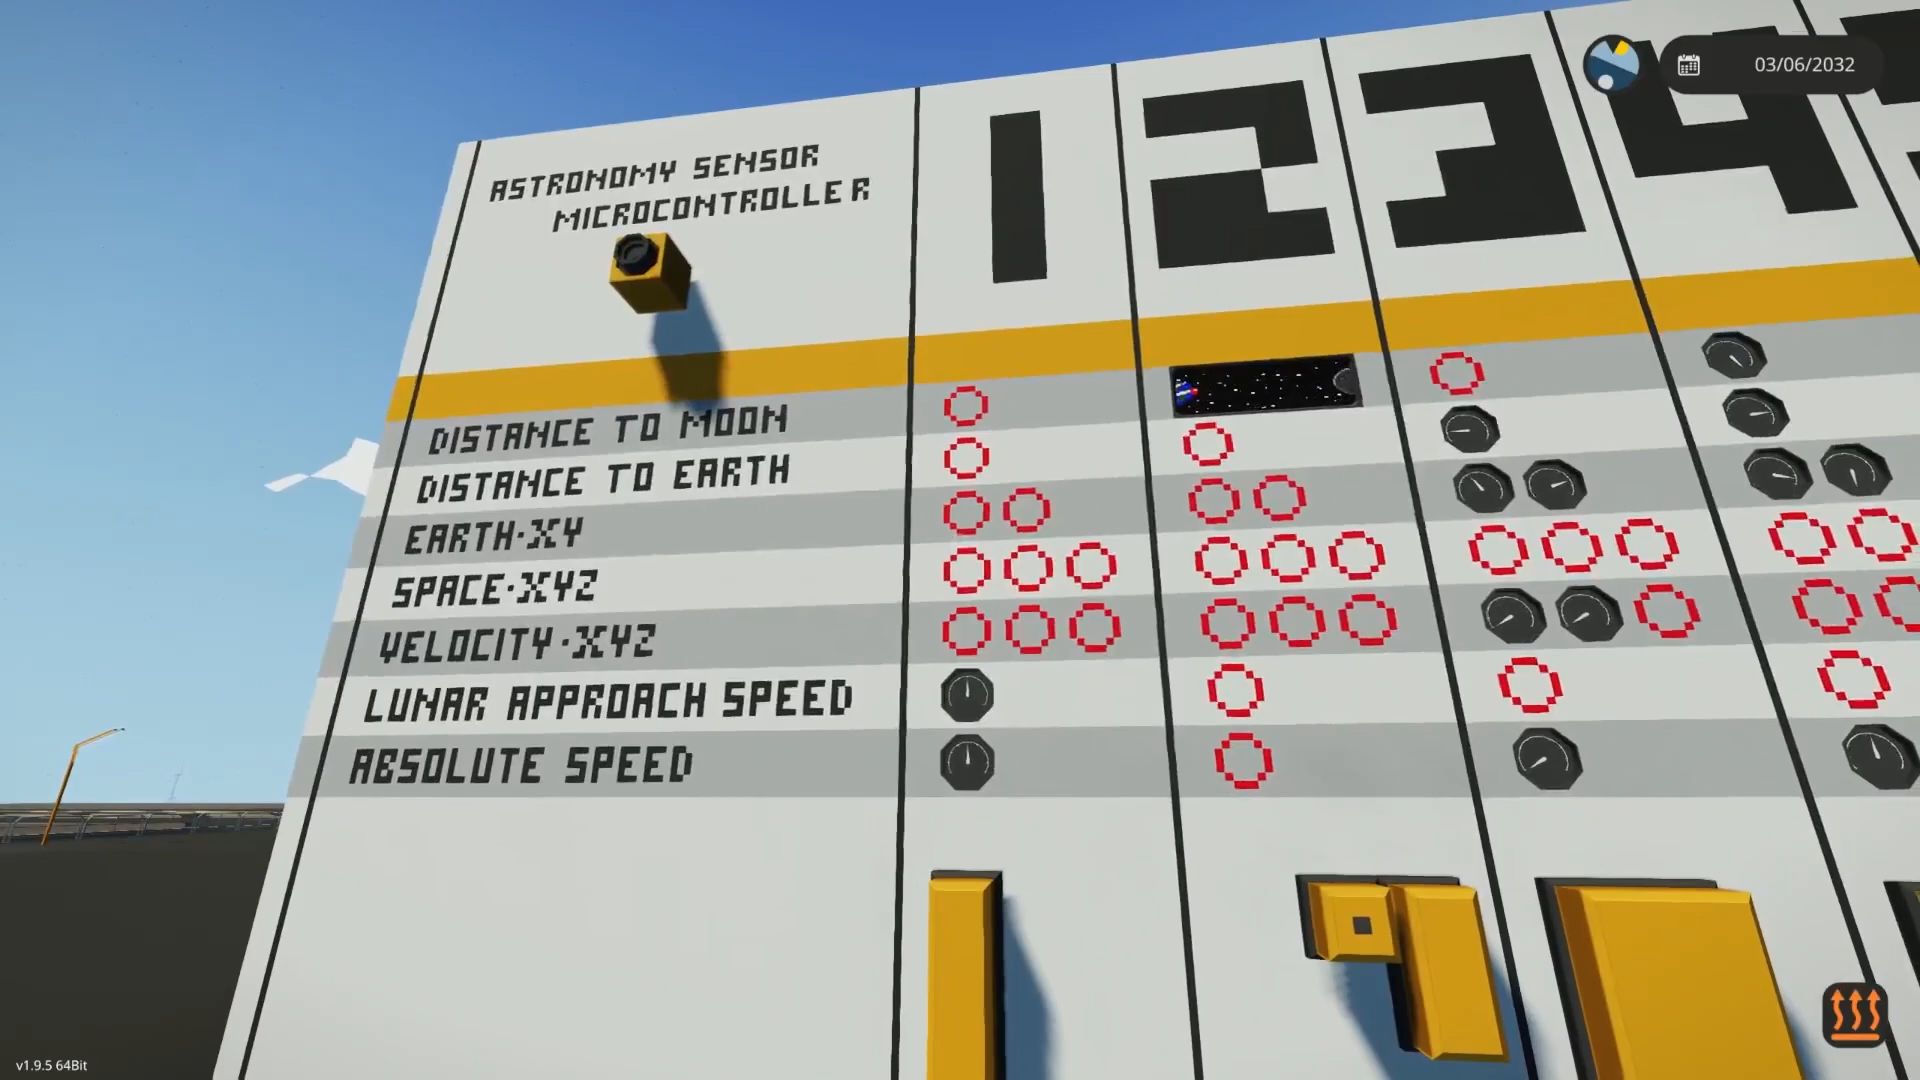 03/06/2032
ASTRONOMY SENSOR
MICROCONTROLLER
1 2 3 4
DISTANCE TO MOON
DISTANCE TO EARTH
EARTH·XY
SPACE·XYZ
VELOCITY·XYZ
LUNAR APPROACH SPEED
ABSOLUTE SPEED
v1.9.5 64Bit